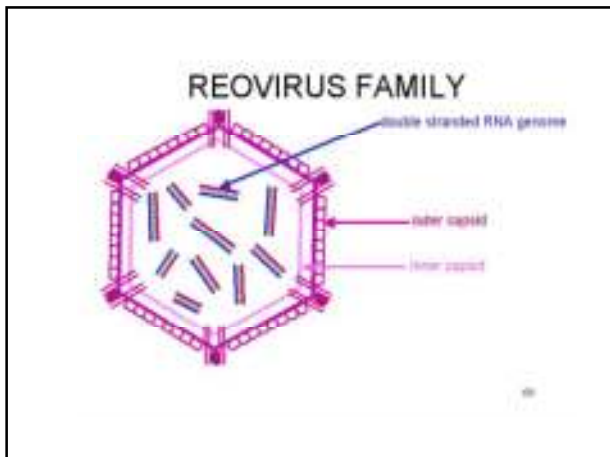 REOVIRUS FAMILY
double stranded RNA genome
outer capsid
inner capsid